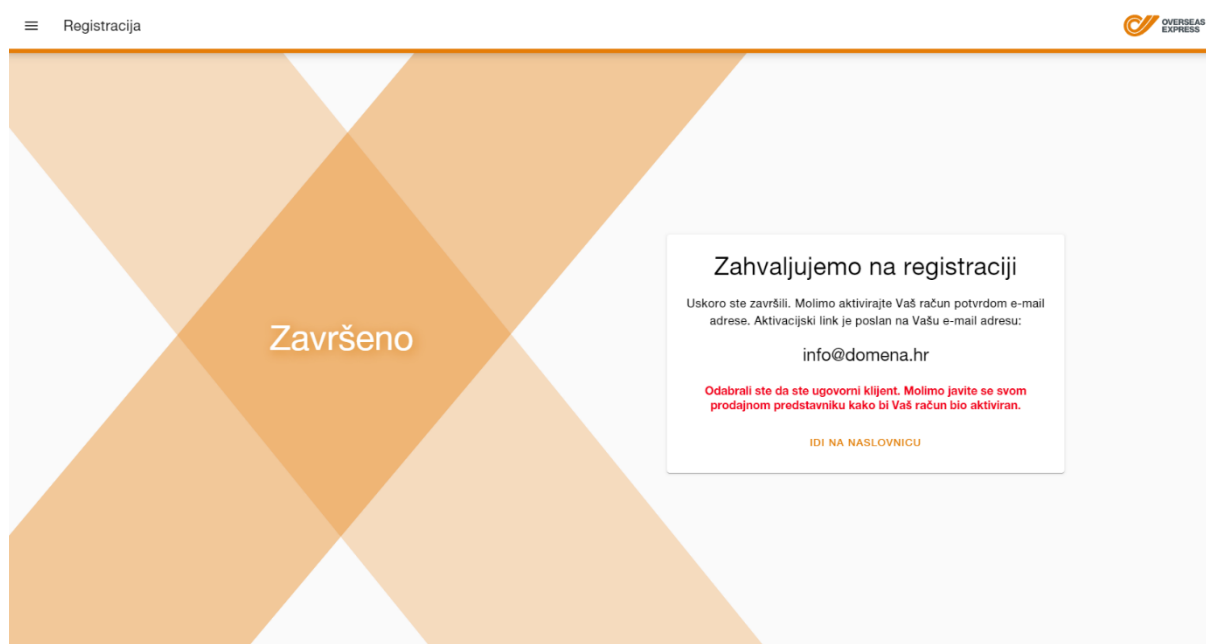 Registracija
OVERSEAS
EXPRESS
Završeno
Zahvaljujemo na registraciji
Uskoro ste završili. Molimo aktivirajte Vaš račun potvrdom e-mail
adrese. Aktivacijski link je poslan na Vašu e-mail adresu:
info@domena.hr
Odabrali ste da ste ugovorni klijent. Molimo javite se svom
prodajnom predstavniku kako bi Vaš račun bio aktiviran.
IDI NA NASLOVNICU